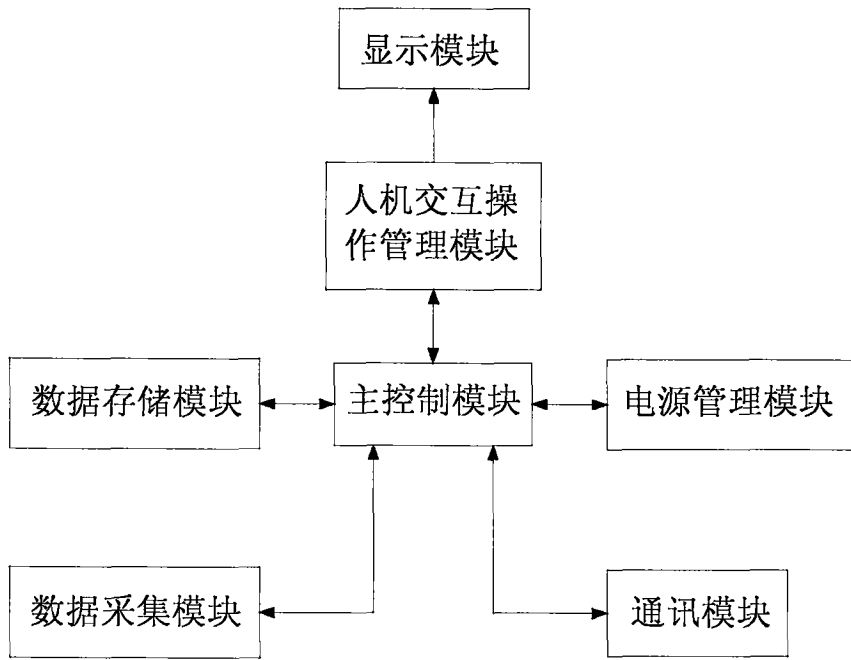 显示模块
人机交互操
作管理模块
数据存储模块
主控制模块
电源管理模块
数据采集模块
通讯模块